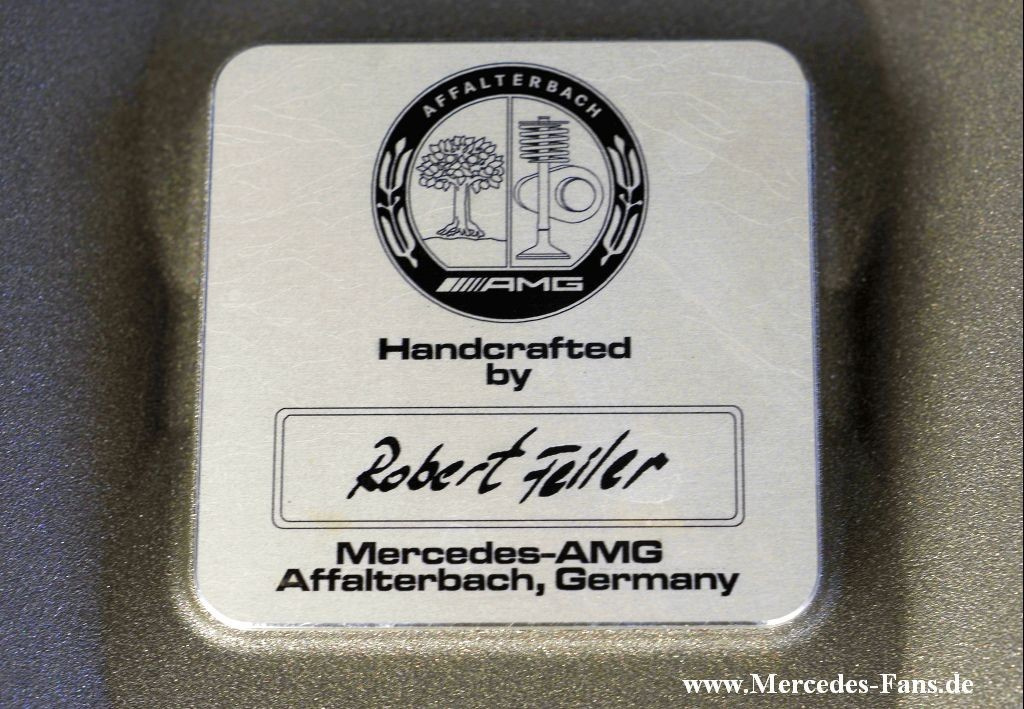 AFFALTERBACH
AMG
Handcrafted
by
Robert Feiler
Mercedes-AMG
Affalterbach, Germany
www.Mercedes-Fans.de